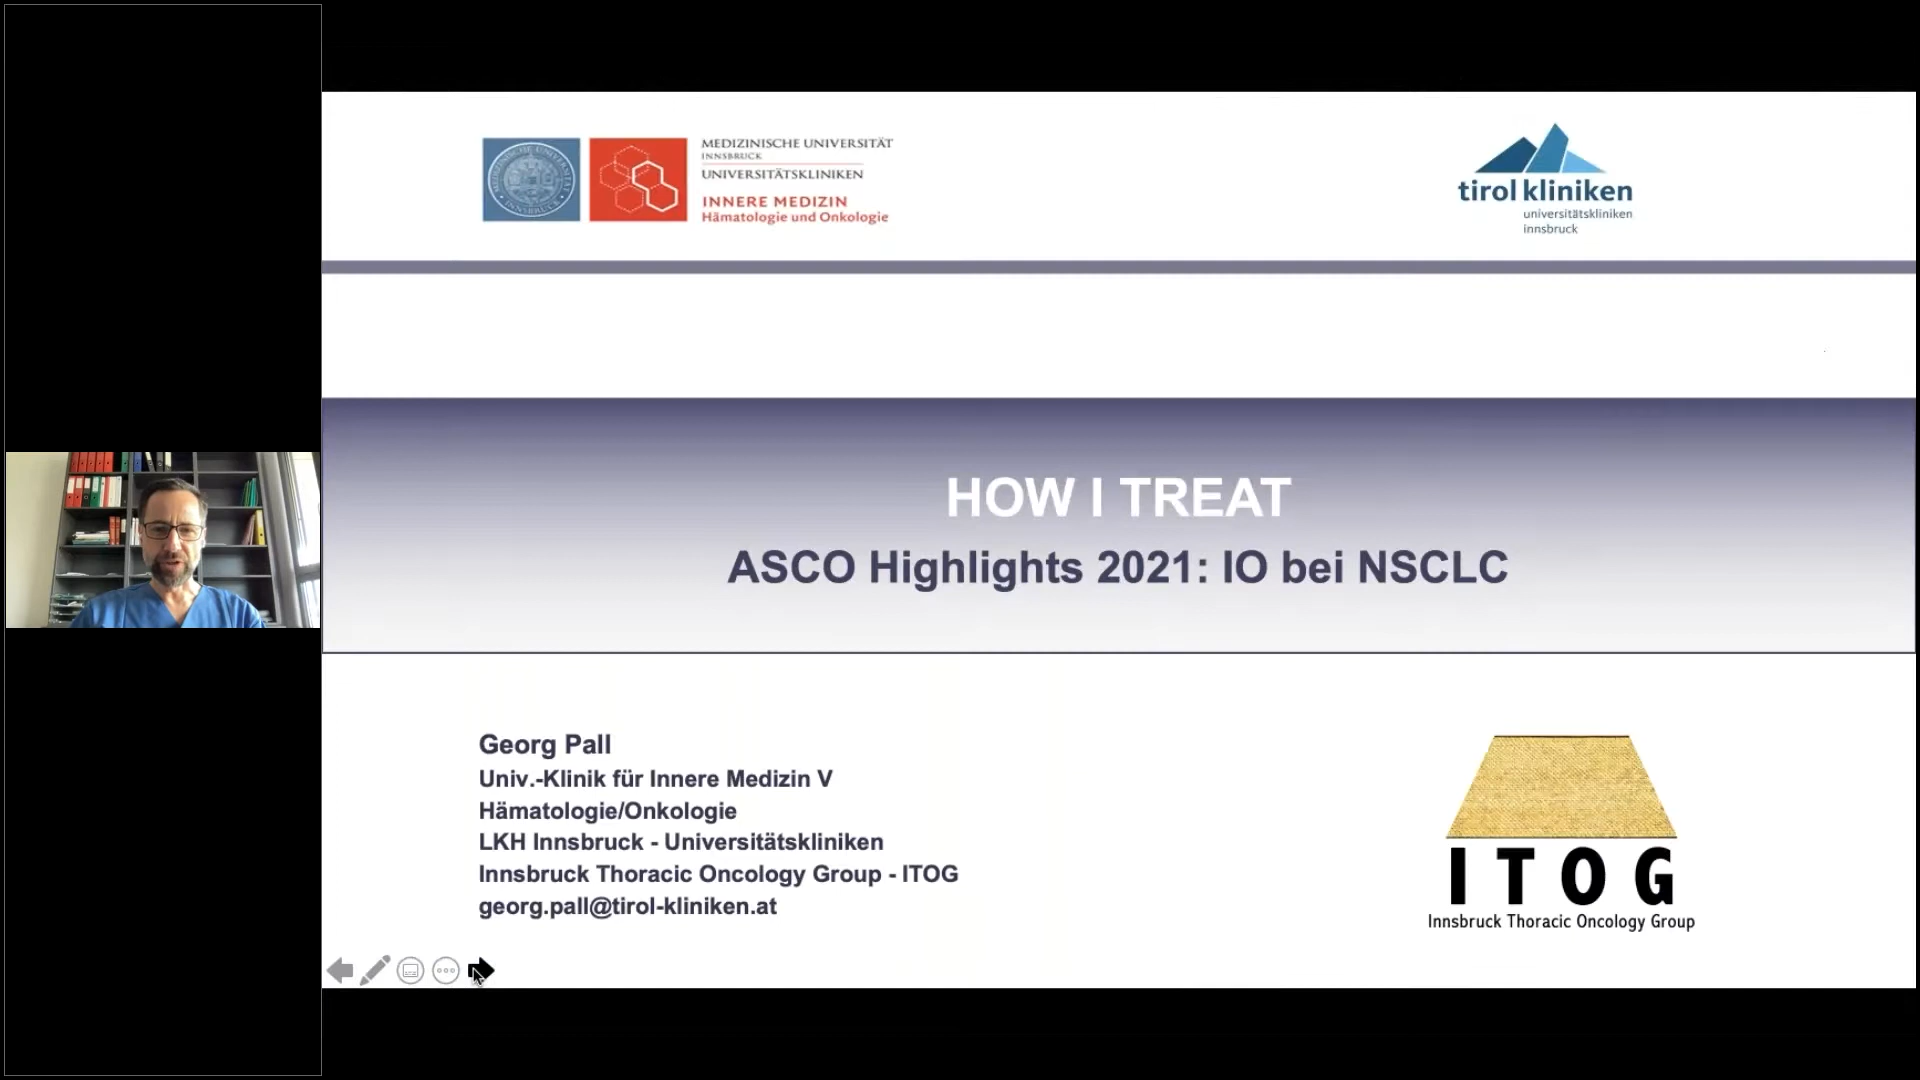 MEDIZINISCHE UNIVERSITÄT
INNSBRUCK
UNIVERSITÄTSKLINIKEN
INNERE MEDIZIN
Hämatologie und Onkologie
tirol kliniken
universitätskliniken
innsbruck
HOW I TREAT
ASCO Highlights 2021: IO bei NSCLC
Georg Pall
Univ.-Klinik für Innere Medizin V
Hämatologie/Onkologie
LKH Innsbruck - Universitätskliniken
Innsbruck Thoracic Oncology Group - ITOG
georg.pall@tirol-kliniken.at
ITOG
Innsbruck Thoracic Oncology Group